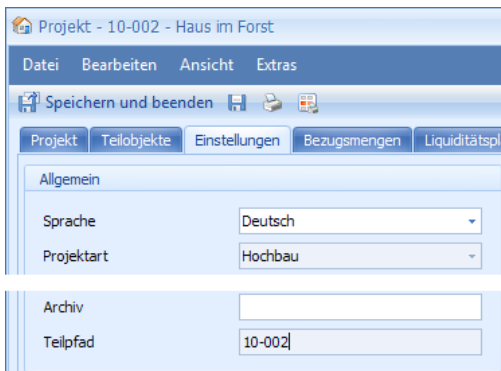 Projekt - 10-002 - Haus im Forst
Datei Bearbeiten Ansicht Extras
Speichern und beenden
Projekt Teilobjekte Einstellungen Bezugsmengen Liquiditätspl
Allgemein
Sprache Deutsch
Projektart Hochbau
Archiv
Teilpfad 10-002